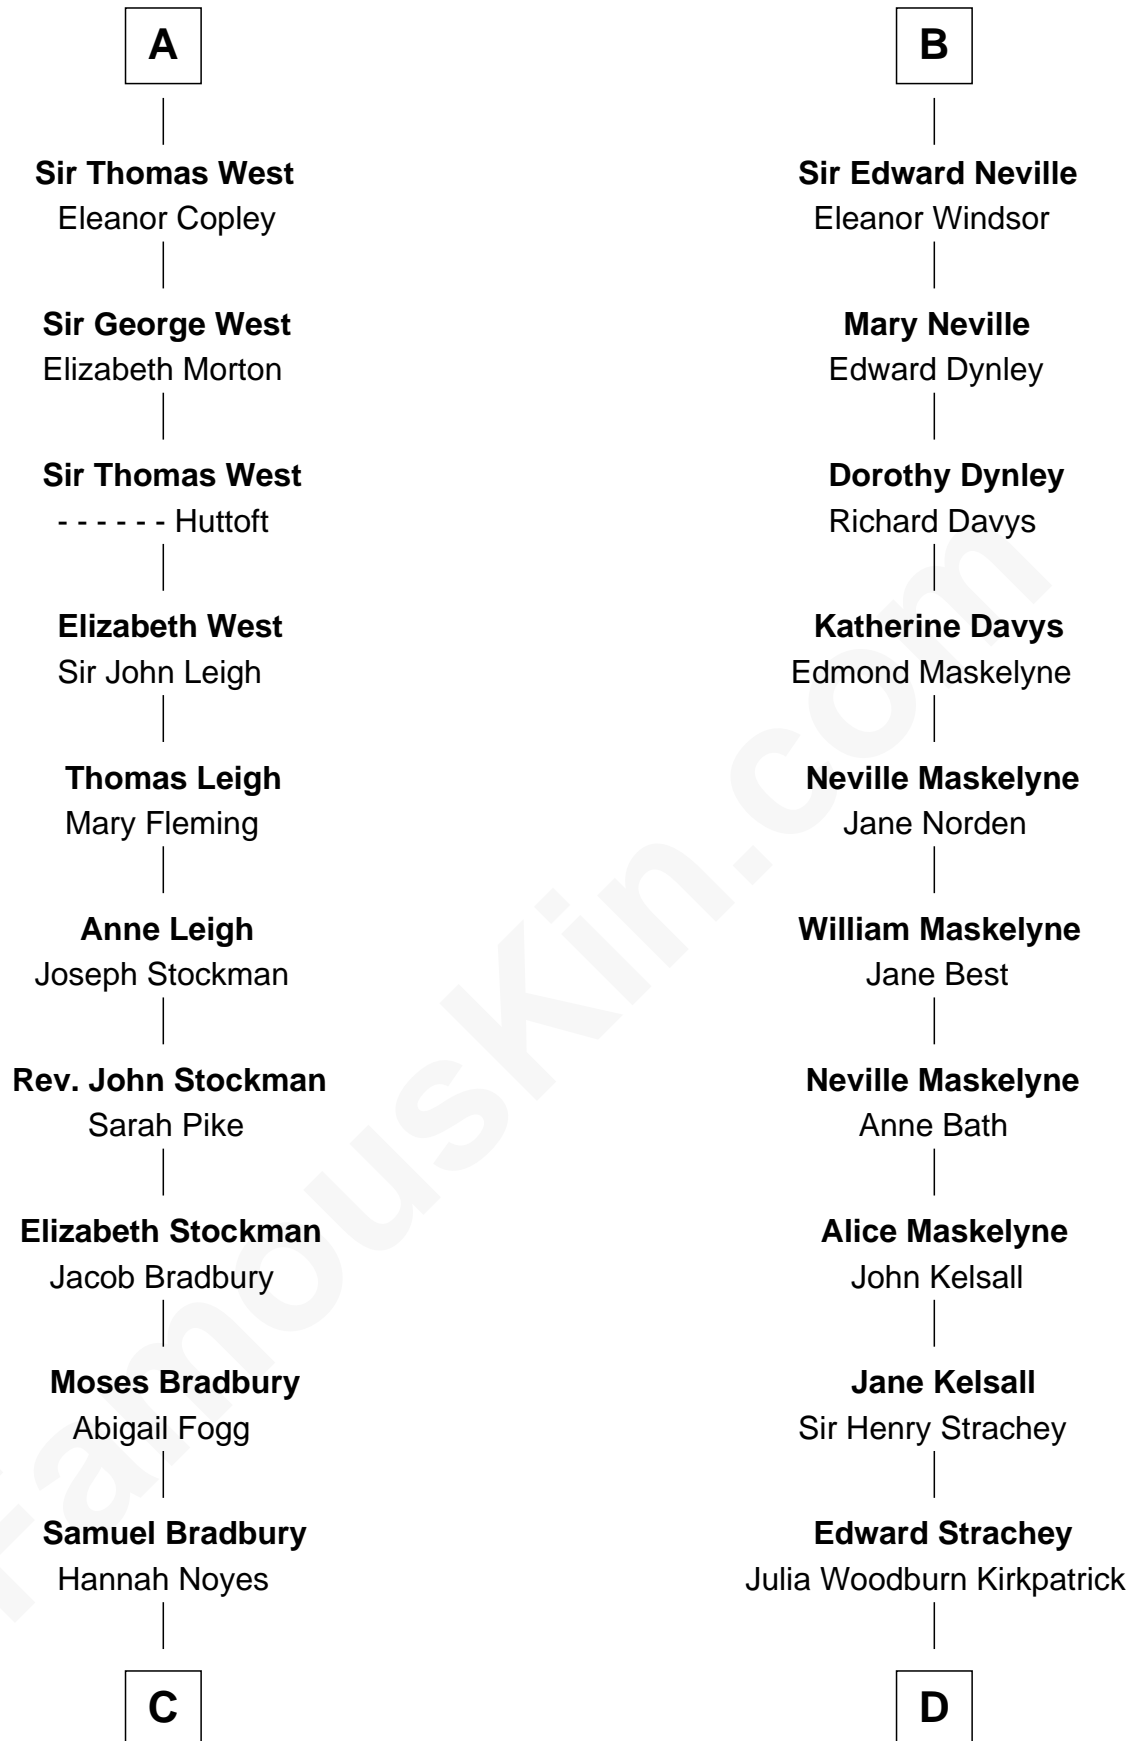 A
Sir Thomas West
Eleanor Copley
Sir George West
Elizabeth Morton
Sir Thomas West
- - - - - - Huttoft
Elizabeth West
Sir John Leigh
Thomas Leigh
Mary Fleming
Anne Leigh
Joseph Stockman
Rev. John Stockman
Sarah Pike
Elizabeth Stockman
Jacob Bradbury
Moses Bradbury
Abigail Fogg
Samuel Bradbury
Hannah Noyes
C
B
Sir Edward Neville
Eleanor Windsor
Mary Neville
Edward Dynley
Dorothy Dynley
Richard Davys
Katherine Davys
Edmond Maskelyne
Neville Maskelyne
Jane Norden
William Maskelyne
Jane Best
Neville Maskelyne
Anne Bath
Alice Maskelyne
John Kelsall
Jane Kelsall
Sir Henry Strachey
Edward Strachey
Julia Woodburn Kirkpatrick
D
FamousKin.com